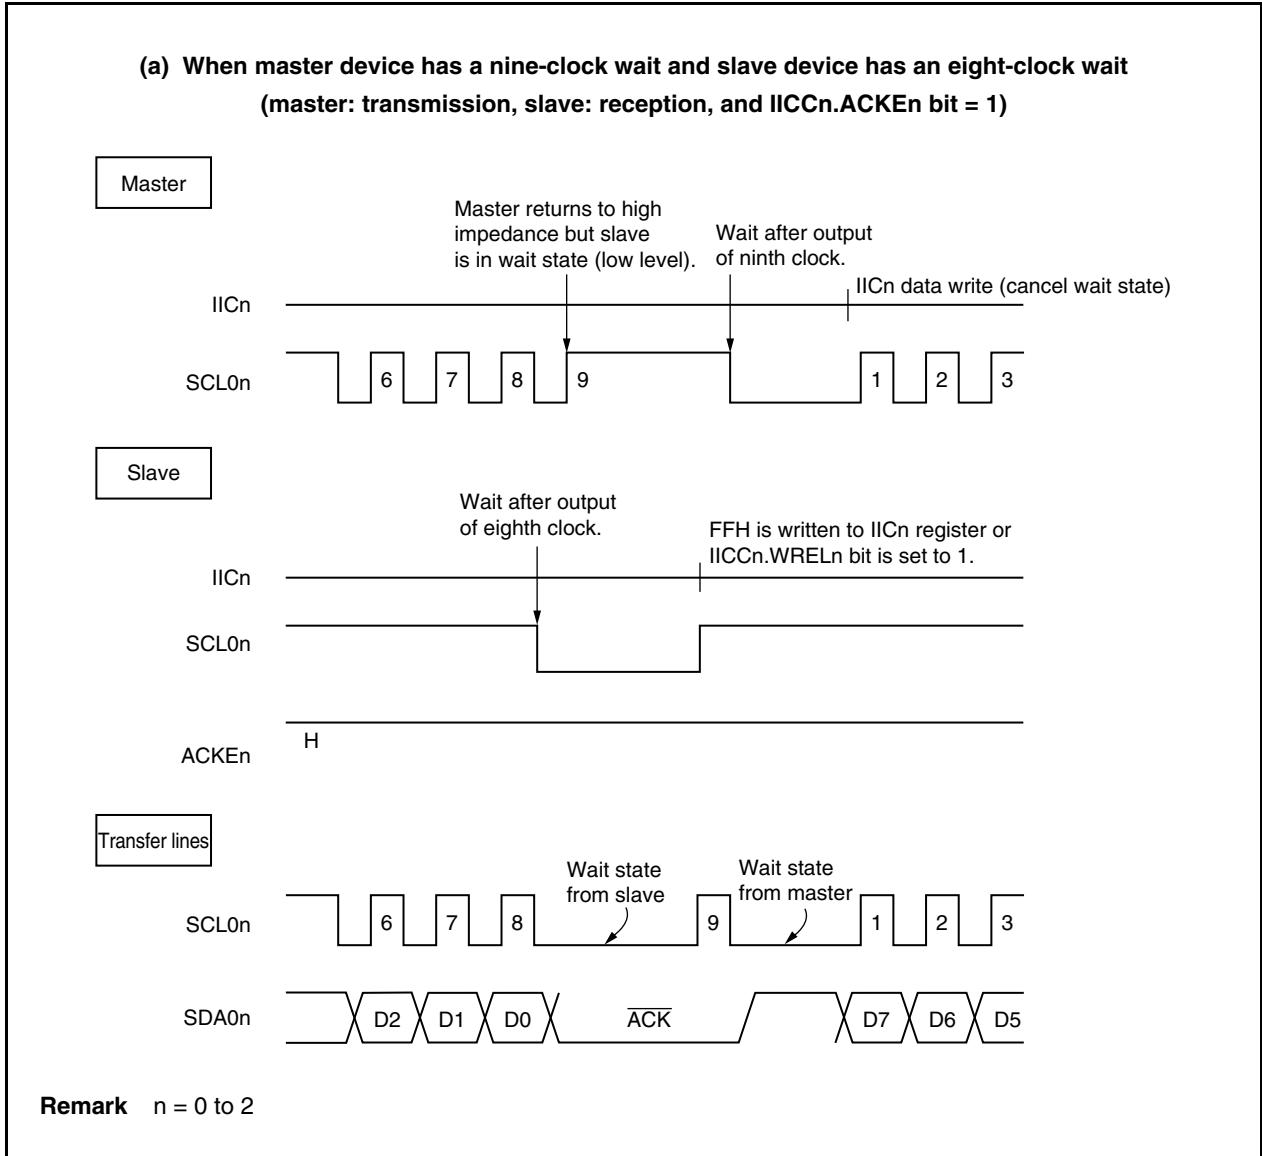 (a) When master device has a nine-clock wait and slave device has an eight-clock wait
(master: transmission, slave: reception, and IICCn.ACKEn bit = 1)
Master
Master returns to high
impedance but slave
is in wait state (low level).
Wait after output
of ninth clock.
IICn data write (cancel wait state)
IICn
SCL0n
6 7 8 9 1 2 3
Slave
Wait after output
of eighth clock.
FFH is written to IICn register or
IICCn.WRELn bit is set to 1.
IICn
SCL0n
H
ACKEn
Transfer lines
Wait state
from slave
Wait state
from master
SCL0n
6 7 8 9 1 2 3
SDA0n
D2 D1 D0 ACK D7 D6 D5
Remark n = 0 to 2